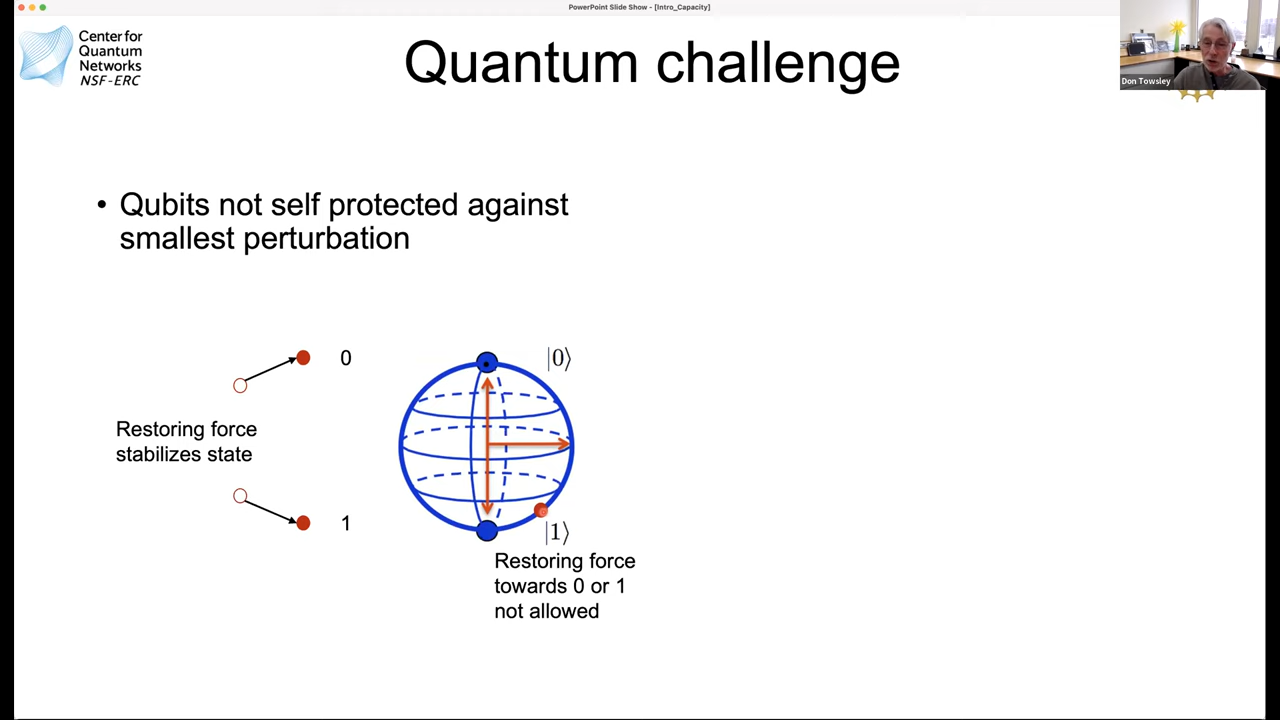 PowerPoint Slide Show - [Intro_Capacity]
Center for
Quantum
Networks
NSF-ERC
Quantum challenge
Don Towsley
• Qubits not self protected against
smallest perturbation
0
Restoring force
stabilizes state
1
|0⟩
|1⟩
Restoring force
towards 0 or 1
not allowed